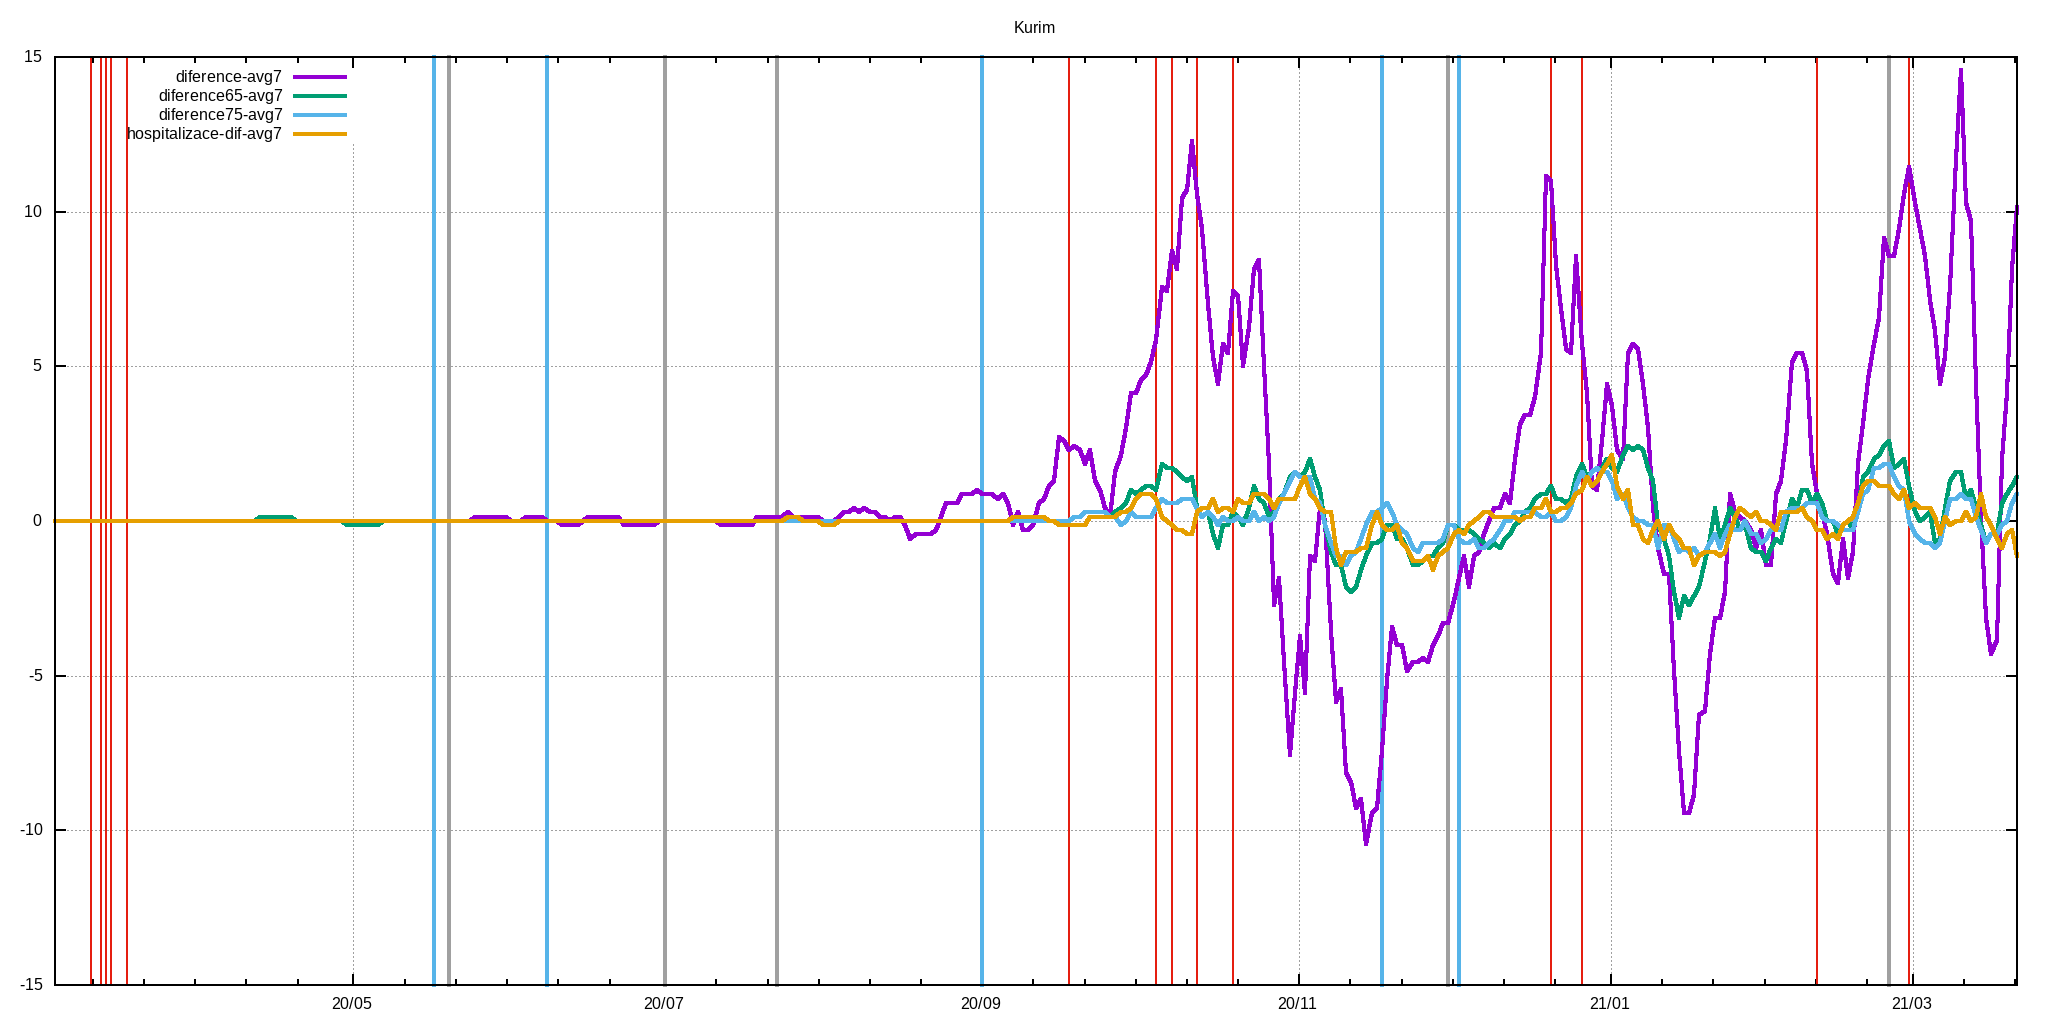 Kurim
15
10
5
0
-5
-10
-15
diference-avg7
diference65-avg7
diference75-avg7
hospitalizace-dif-avg7
20/05 20/07 20/09 20/11 21/01 21/03